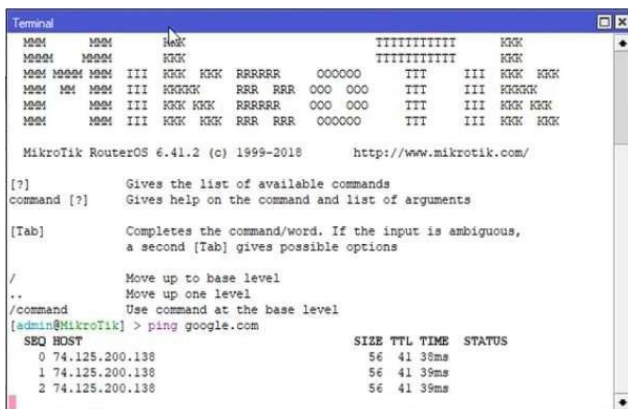 Terminal
MMM      MMM       KKK                          TTTTTTTTTTT      KKK
MMMM    MMMM       KKK                          TTTTTTTTTTT      KKK
MMM MMMM MMM  III  KKK  KKK  RRRRRR     OOOOOO      TTT     III  KKK  KKK
MMM  MM  MMM  III  KKKKK     RRR  RRR  OOO  OOO     TTT     III  KKKKK
MMM      MMM  III  KKK KKK   RRRRRR    OOO  OOO     TTT     III  KKK KKK
MMM      MMM  III  KKK  KKK  RRR  RRR   OOOOOO      TTT     III  KKK  KKK
MikroTik RouterOS 6.41.2 (c) 1999-2018       http://www.mikrotik.com/
[?]             Gives the list of available commands
command [?]     Gives help on the command and list of arguments
[Tab]           Completes the command/word. If the input is ambiguous,
a second [Tab] gives possible options
/               Move up to base level
..              Move up one level
/command        Use command at the base level
[admin@MikroTik] > ping google.com
SEQ HOST                                     SIZE TTL TIME  STATUS
0 74.125.200.138                             56  41 38ms
1 74.125.200.138                             56  41 39ms
2 74.125.200.138                             56  41 39ms